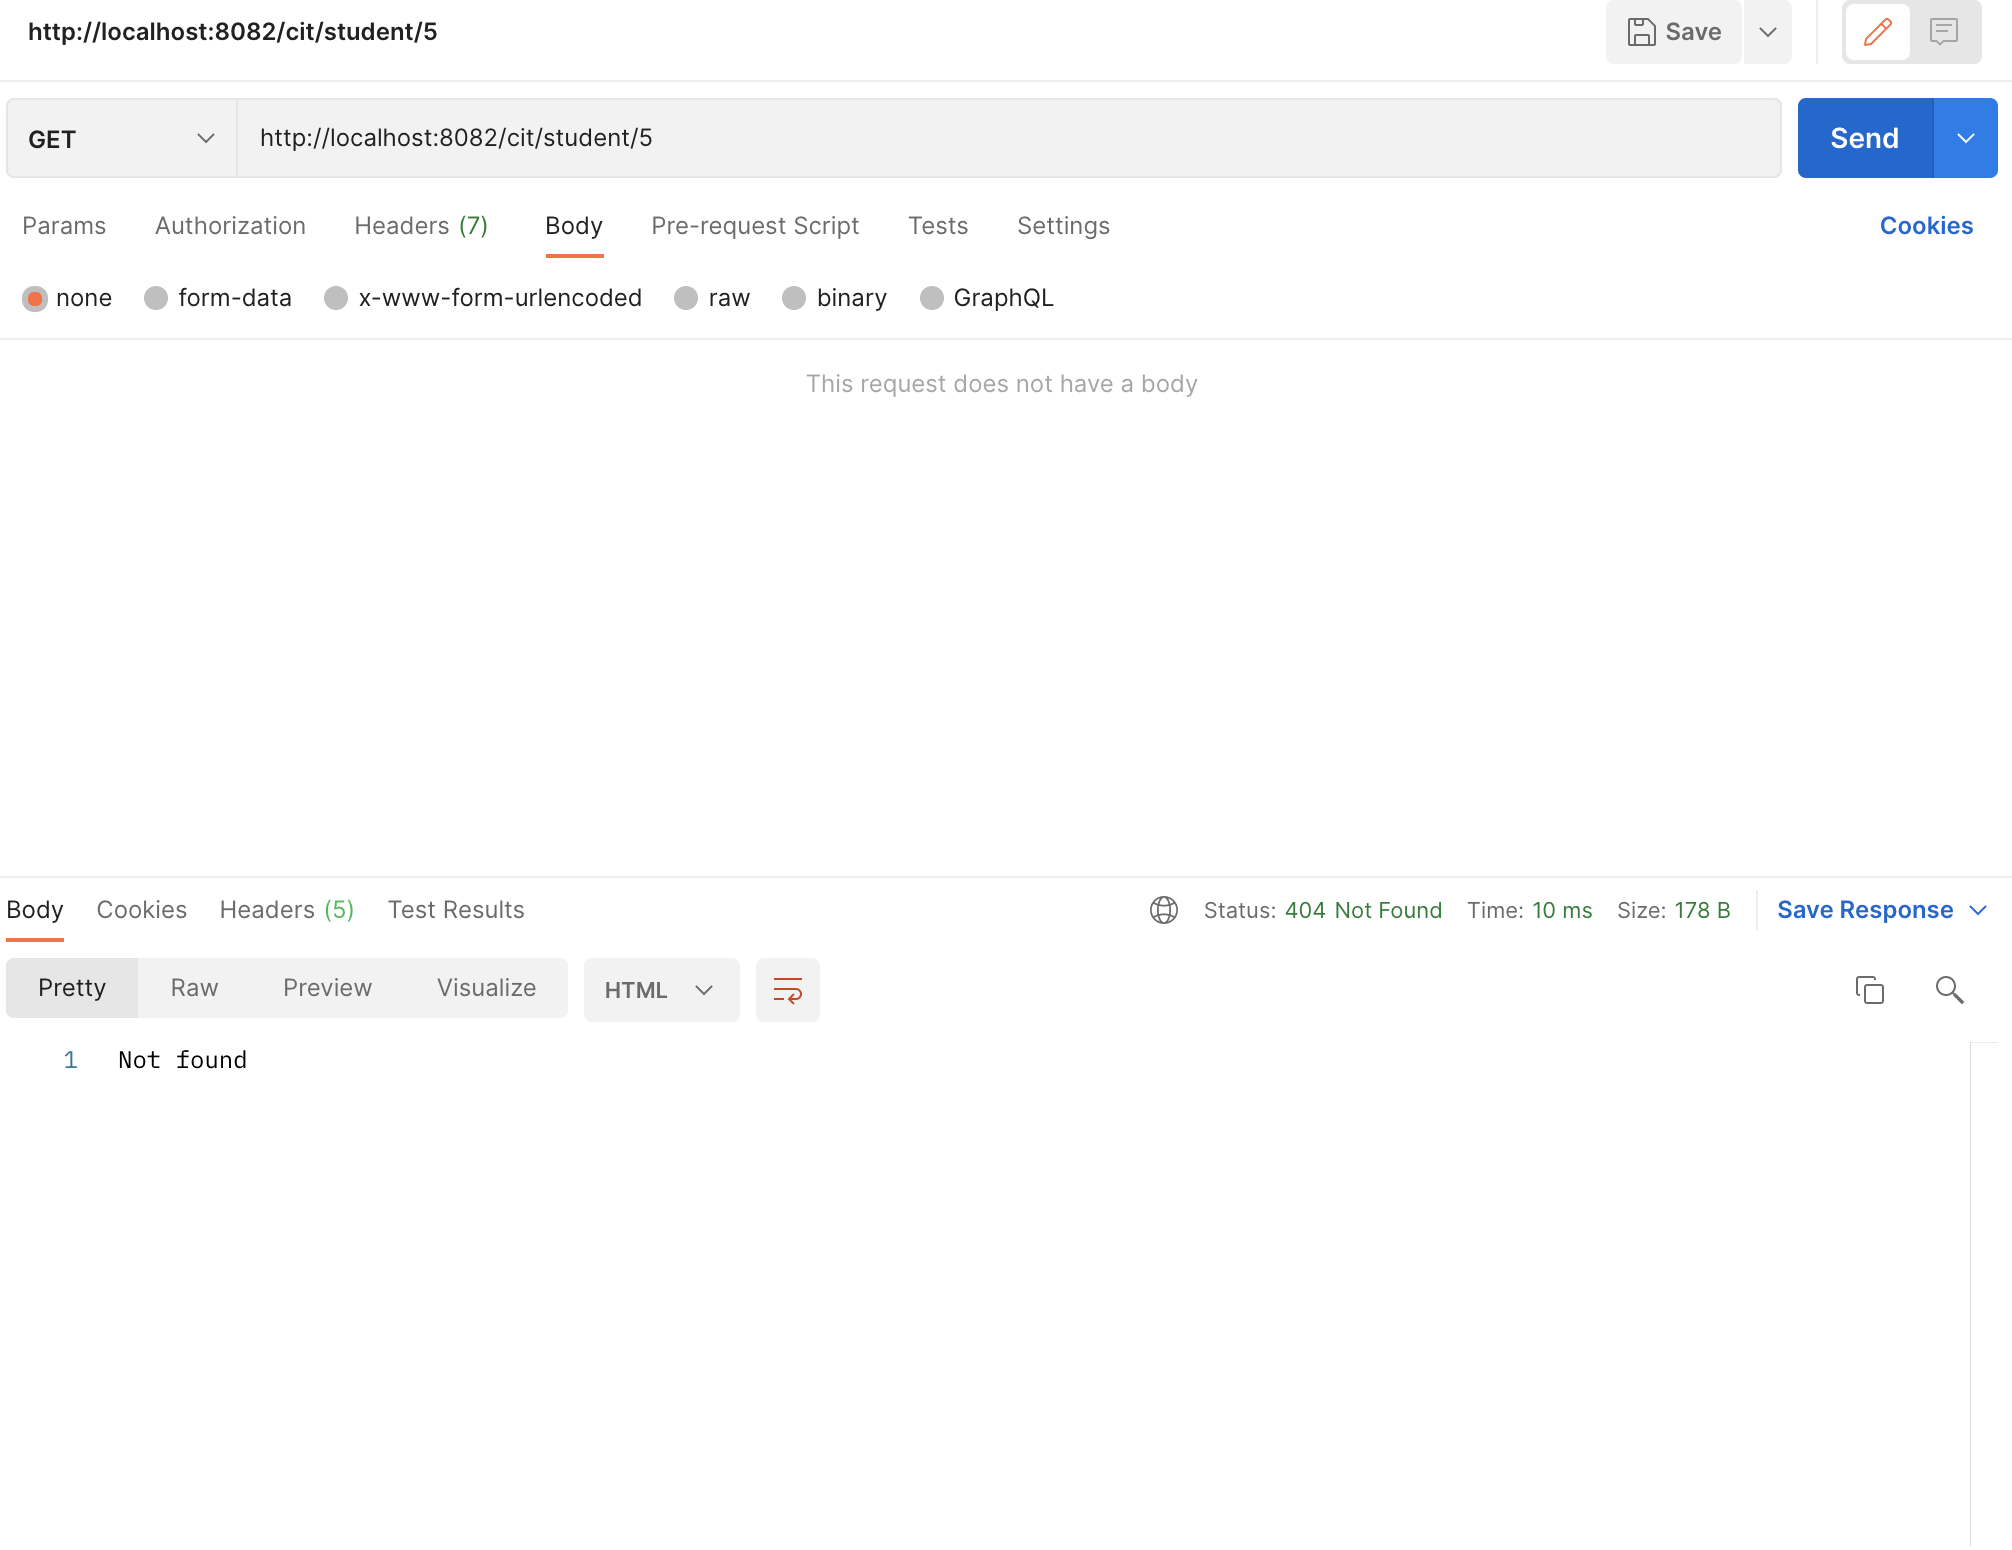 http://localhost:8082/cit/student/5
Save
GET
http://localhost:8082/cit/student/5
Send
Params Authorization Headers (7) Body Pre-request Script Tests Settings Cookies
none form-data x-www-form-urlencoded raw binary GraphQL
This request does not have a body
Body Cookies Headers (5) Test Results Status: 404 Not Found Time: 10 ms Size: 178 B Save Response
Pretty Raw Preview Visualize HTML
1 Not found